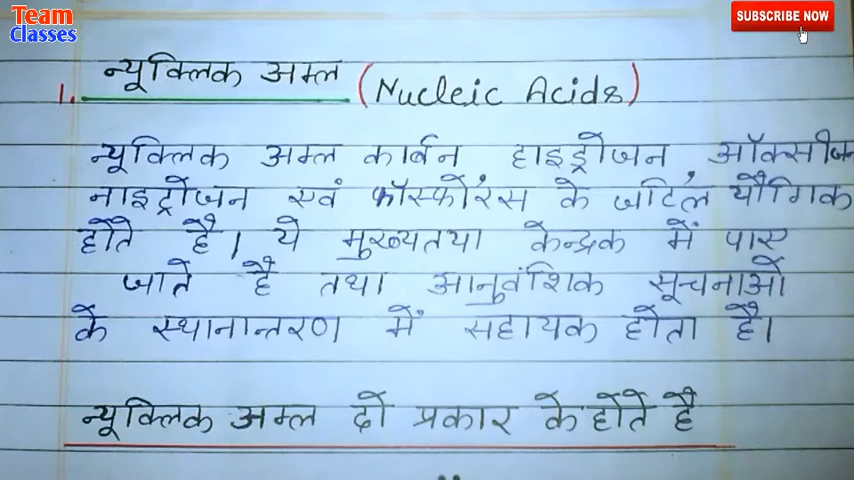 Team
Classes
SUBSCRIBE NOW
1. न्यूक्लिक अम्ल (Nucleic Acids)
न्यूक्लिक अम्ल कार्बन हाइड्रोजन ऑक्सीजन
नाइट्रोजन एवं फॉस्फोरस के जटिल यौगिक
होते है। ये मुख्यतया केन्द्रक में पाए
जाते है तथा आनुवंशिक सूचनाओ
के स्थानान्तरण में सहायक होता है।
न्यूक्लिक अम्ल दो प्रकार के होते है